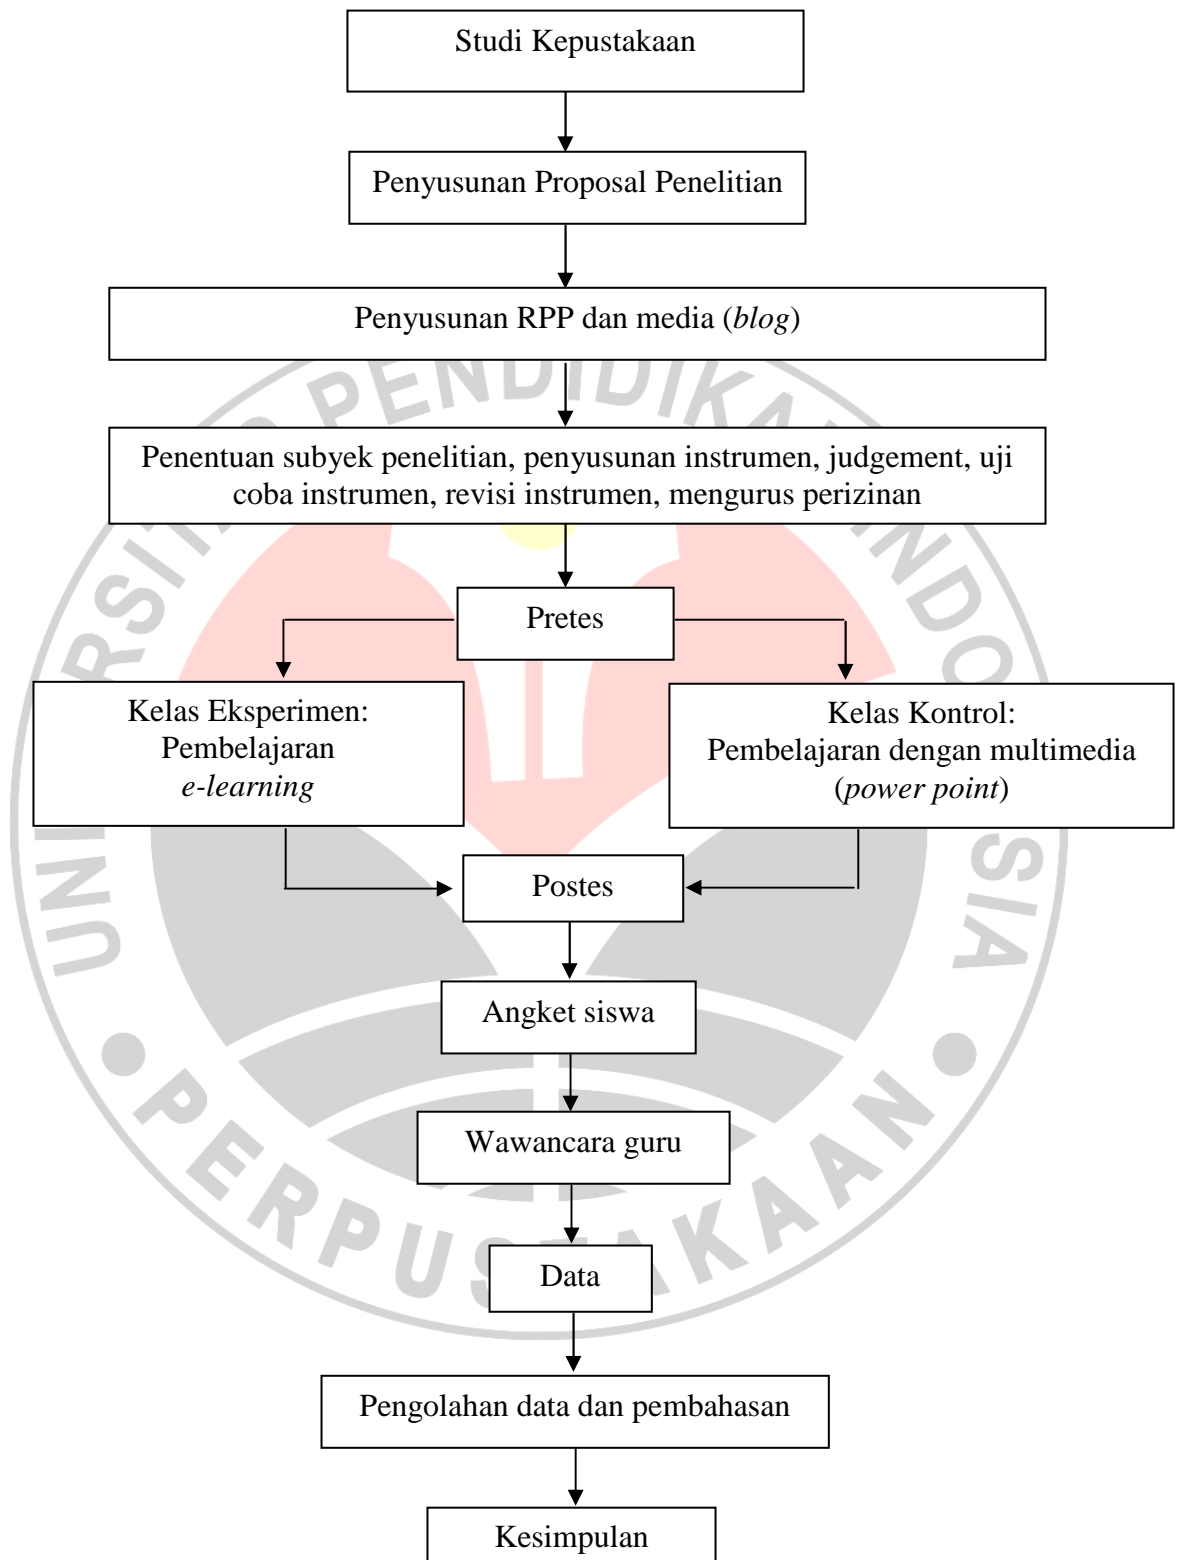 Studi Kepustakaan
Penyusunan Proposal Penelitian
Penyusunan RPP dan media (blog)
Penentuan subyek penelitian, penyusunan instrumen, judgement, uji
coba instrumen, revisi instrumen, mengurus perizinan
Pretes
Kelas Eksperimen:
Pembelajaran
e-learning
Kelas Kontrol:
Pembelajaran dengan multimedia
(power point)
Postes
Angket siswa
Wawancara guru
Data
Pengolahan data dan pembahasan
Kesimpulan
PERPUSTAKAAN